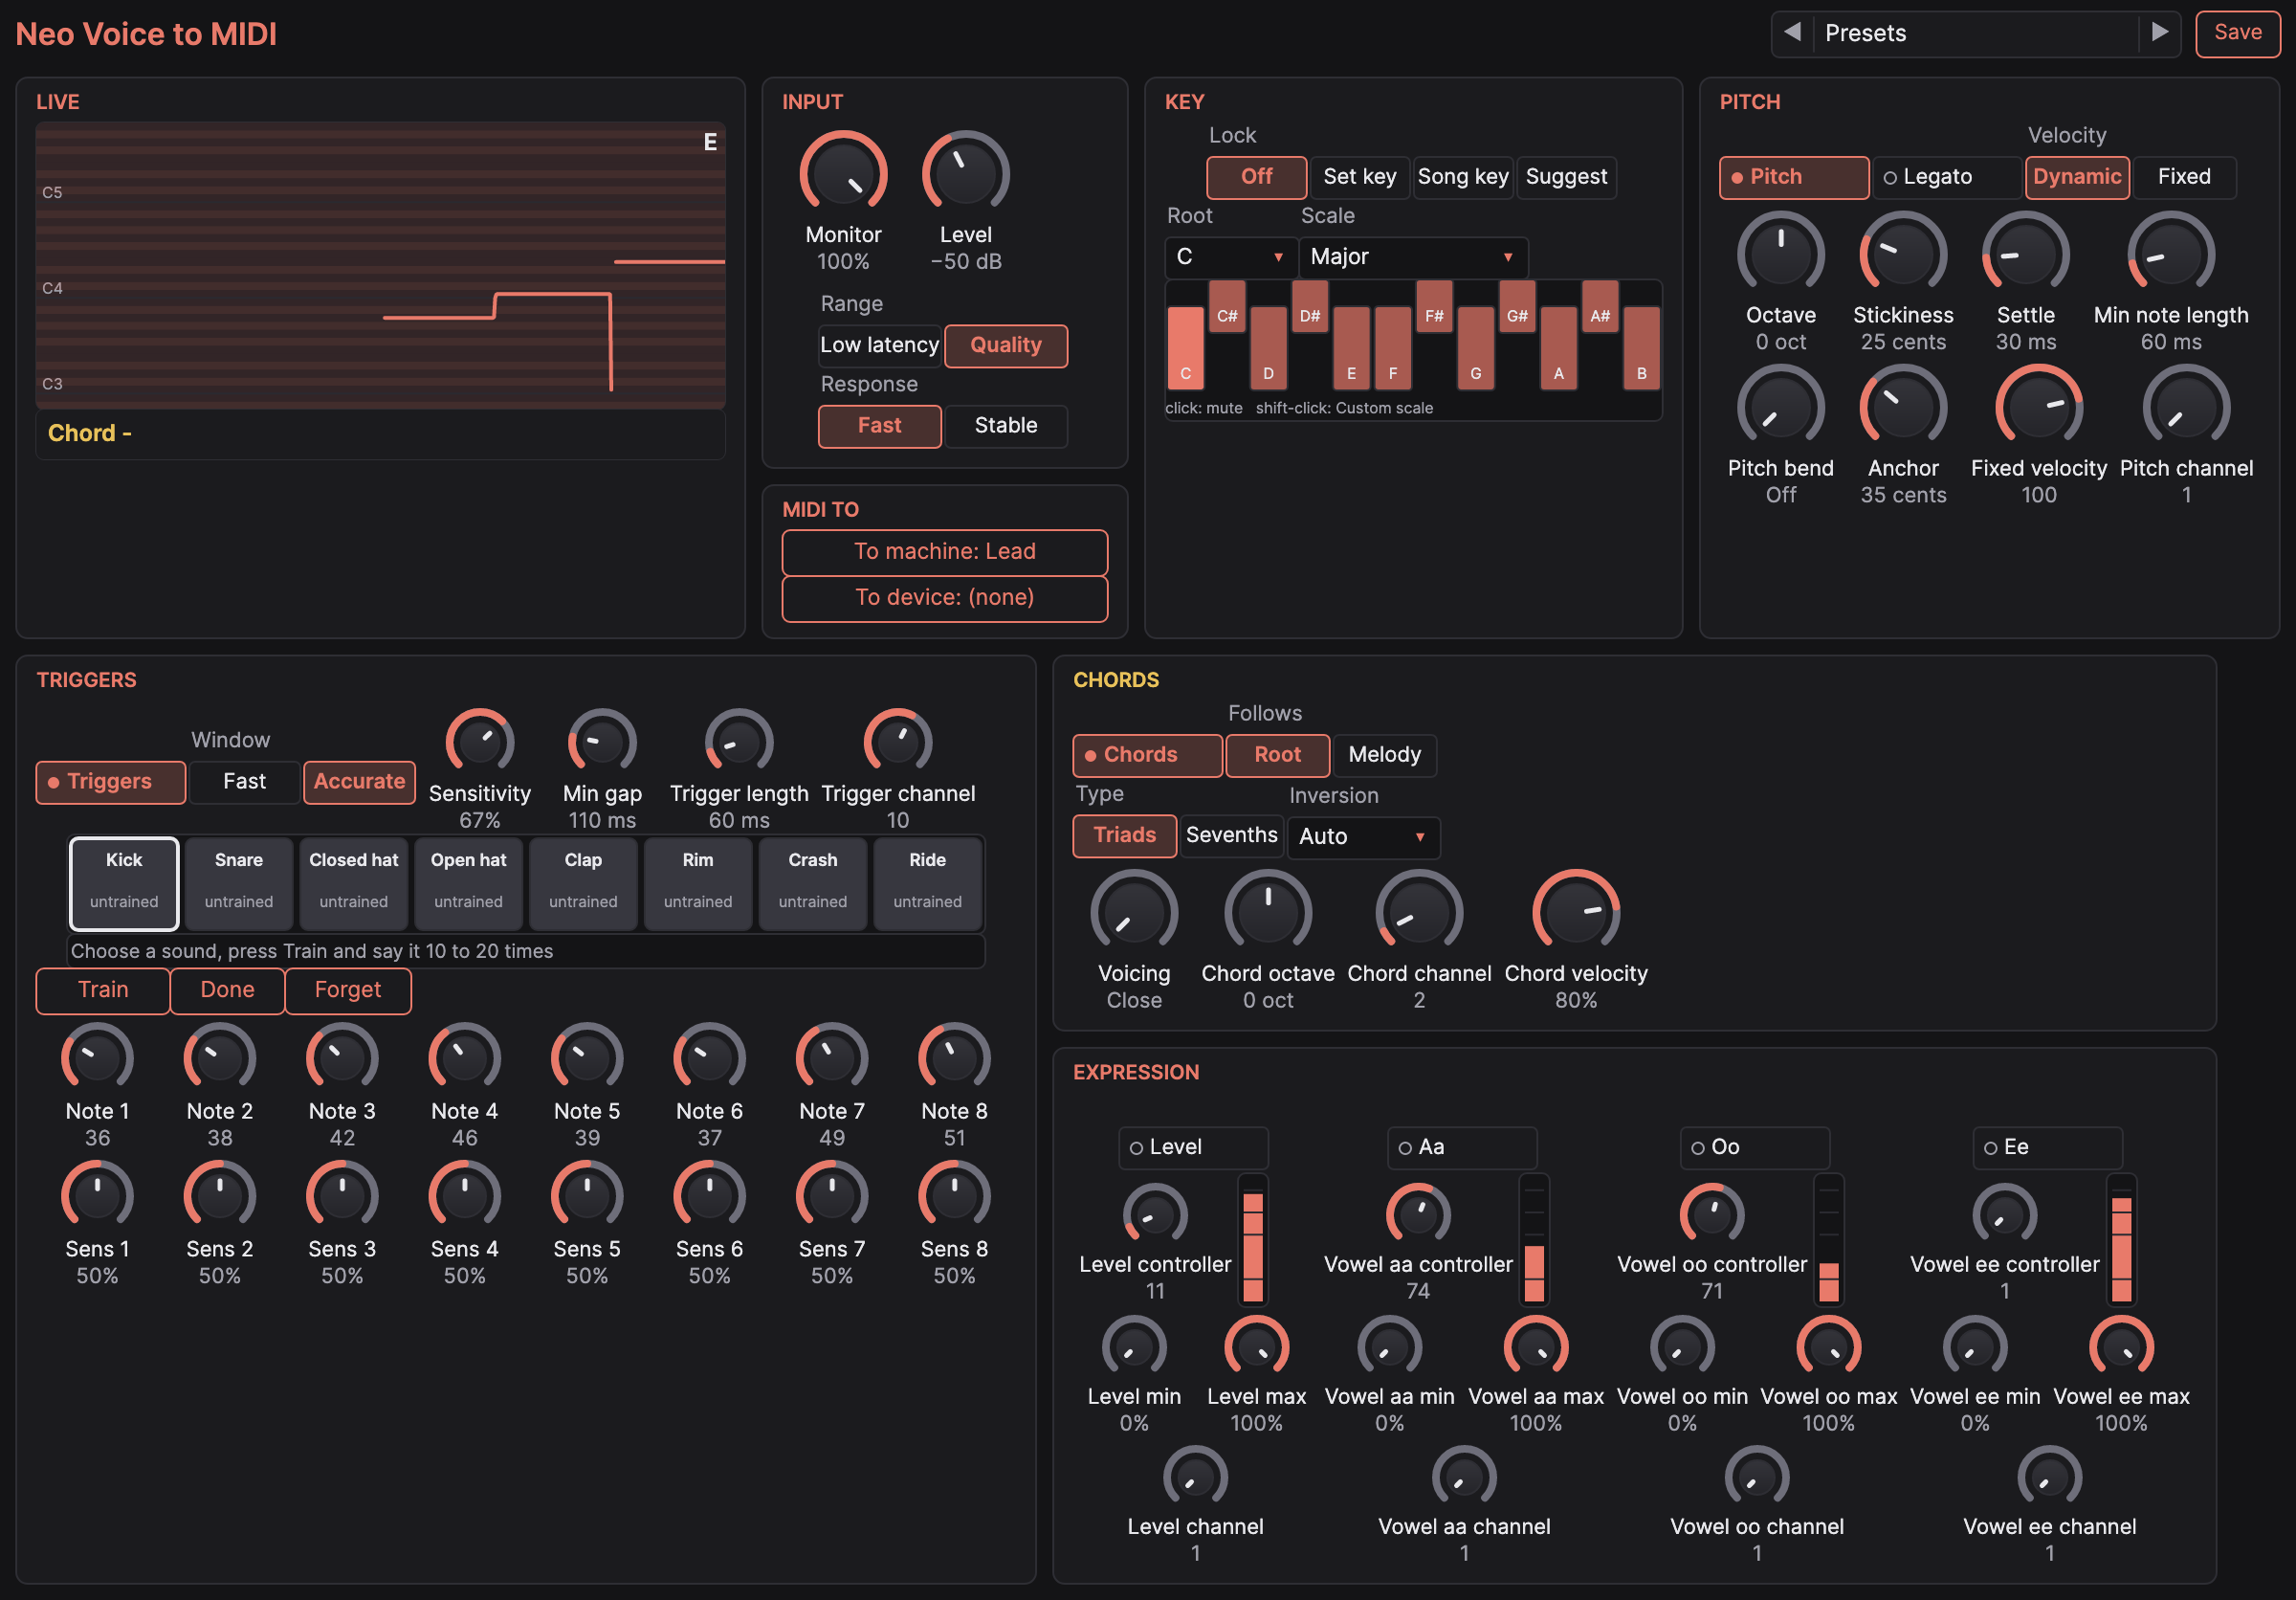 Neo Voice to MIDI
Presets
Save
LIVE
E
C5
C4
C3
Chord -
INPUT
Monitor Level
100% −50 dB
Range
Low latency Quality
Response
Fast Stable
MIDI TO
To machine: Lead
To device: (none)
KEY
Lock
Off Set key Song key Suggest
Root Scale
C Major
C# D# F# G# A#
C D E F G A B
click: mute shift-click: Custom scale
PITCH
Velocity
Pitch Legato Dynamic Fixed
Octave Stickiness Settle Min note length
0 oct 25 cents 30 ms 60 ms
Pitch bend Anchor Fixed velocity Pitch channel
Off 35 cents 100 1
TRIGGERS
Window
Triggers Fast Accurate
Sensitivity Min gap Trigger length Trigger channel
67% 110 ms 60 ms 10
Kick Snare Closed hat Open hat Clap Rim Crash Ride
untrained untrained untrained untrained untrained untrained untrained untrained
Choose a sound, press Train and say it 10 to 20 times
Train Done Forget
Note 1 Note 2 Note 3 Note 4 Note 5 Note 6 Note 7 Note 8
36 38 42 46 39 37 49 51
Sens 1 Sens 2 Sens 3 Sens 4 Sens 5 Sens 6 Sens 7 Sens 8
50% 50% 50% 50% 50% 50% 50% 50%
CHORDS
Follows
Chords Root Melody
Type Inversion
Triads Sevenths Auto
Voicing Chord octave Chord channel Chord velocity
Close 0 oct 2 80%
EXPRESSION
Level Aa Oo Ee
Level controller Vowel aa controller Vowel oo controller Vowel ee controller
11 74 71 1
Level min Level max Vowel aa min Vowel aa max Vowel oo min Vowel oo max Vowel ee min Vowel ee max
0% 100% 0% 100% 0% 100% 0% 100%
Level channel Vowel aa channel Vowel oo channel Vowel ee channel
1 1 1 1